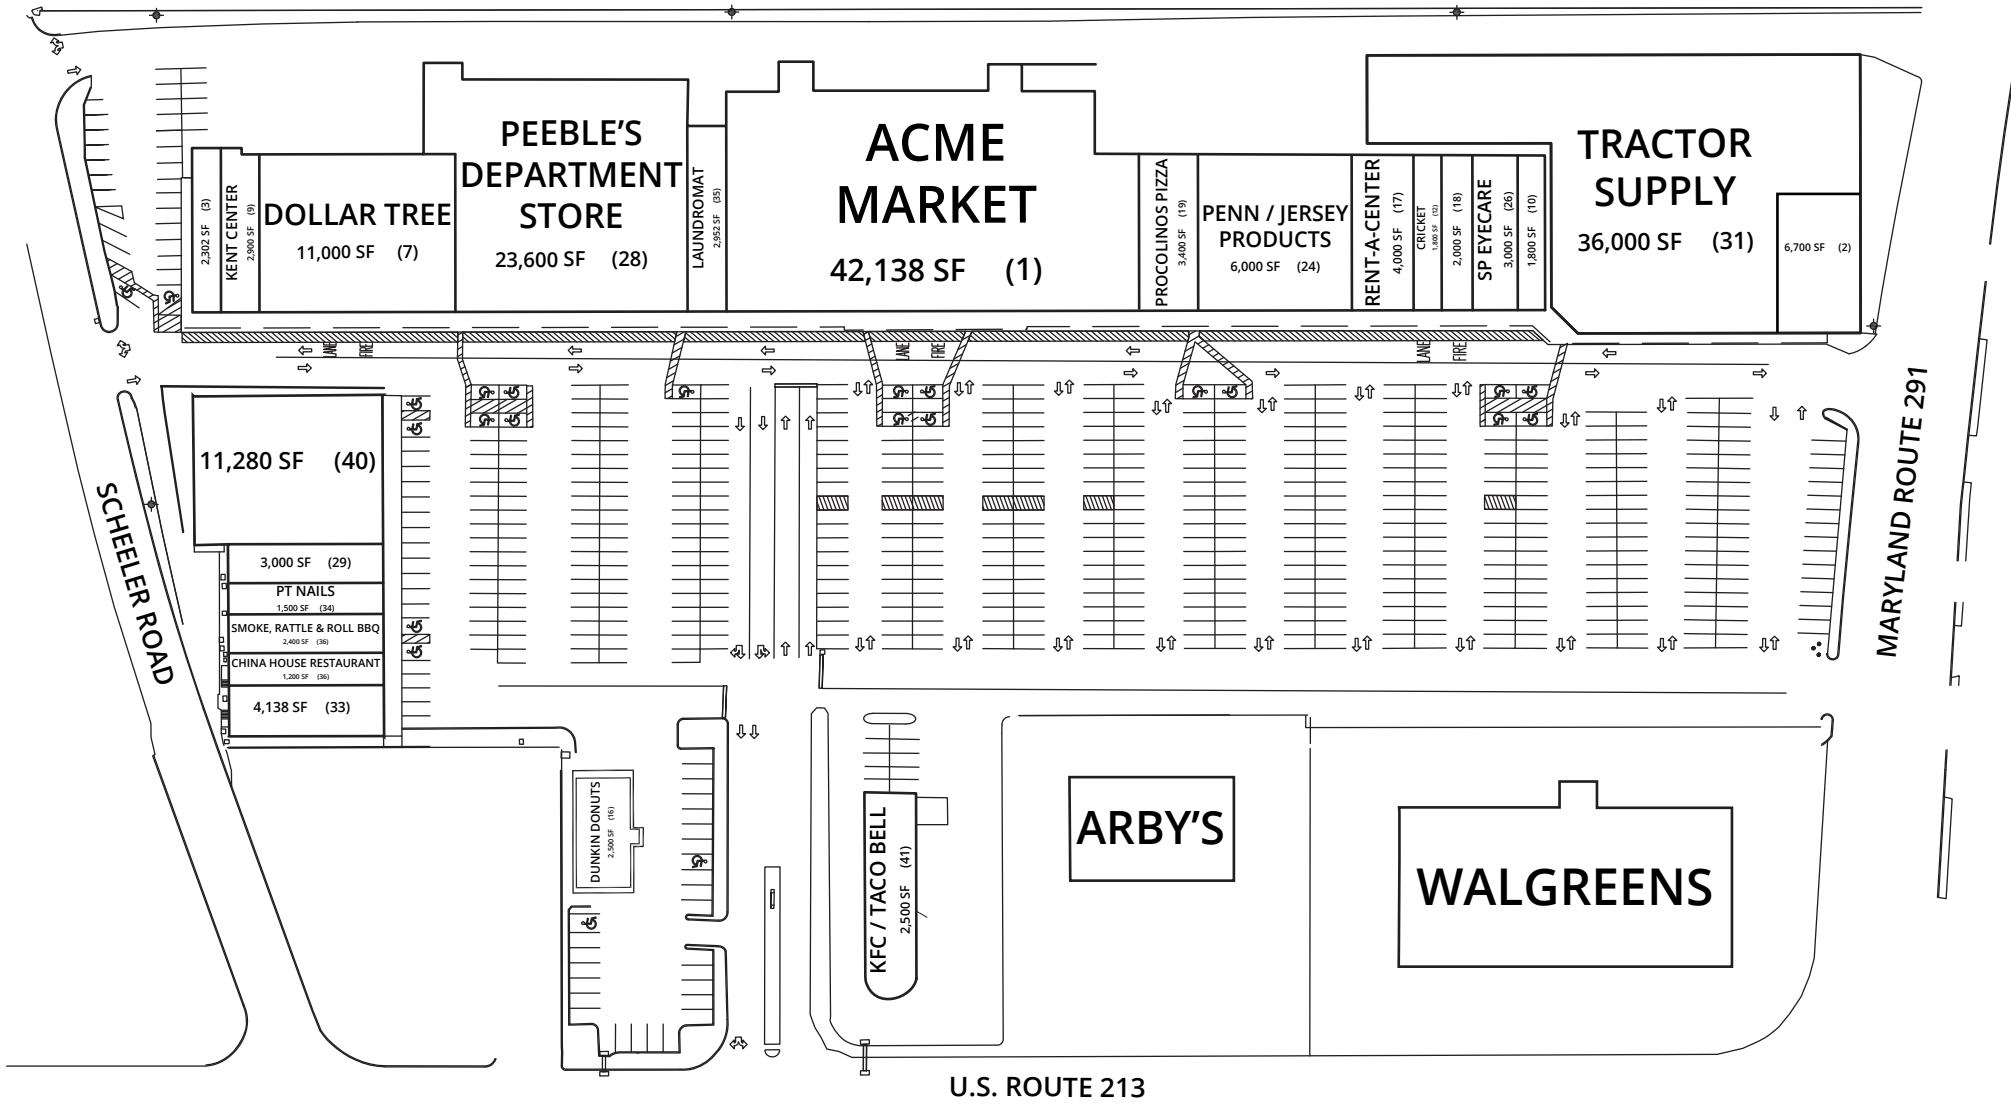 2,302 SF (3)
KENT CENTER
2,900 SF (9)
DOLLAR TREE
11,000 SF (7)
PEEBLE'S
DEPARTMENT
STORE
23,600 SF (28)
LAUNDROMAT
2,952 SF (35)
ACME
MARKET
42,138 SF (1)
PROCOLINOS PIZZA
3,400 SF (19)
PENN / JERSEY
PRODUCTS
6,000 SF (24)
RENT-A-CENTER
4,000 SF (17)
CRICKET
1,800 SF (12)
2,000 SF (18)
SP EYECARE
3,000 SF (26)
1,800 SF (10)
TRACTOR
SUPPLY
36,000 SF (31)
6,700 SF (2)
LANE
FIRE
LANE
FIRE
LANE
FIRE
11,280 SF (40)
3,000 SF (29)
PT NAILS
1,500 SF (34)
SMOKE, RATTLE & ROLL BBQ
2,400 SF (36)
CHINA HOUSE RESTAURANT
1,200 SF (36)
4,138 SF (33)
SCHEELER ROAD
MARYLAND ROUTE 291
DUNKIN DONUTS
2,500 SF (16)
KFC / TACO BELL
2,500 SF (41)
ARBY'S
WALGREENS
U.S. ROUTE 213